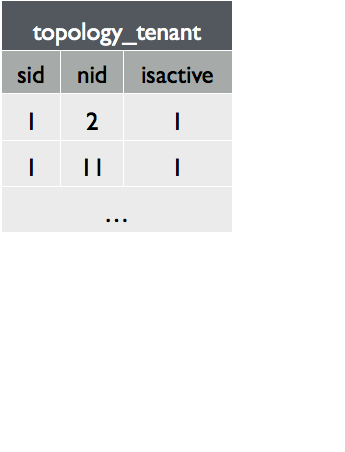 topology_tenant
sid nid isactive
1 2 1
1 11 1
...